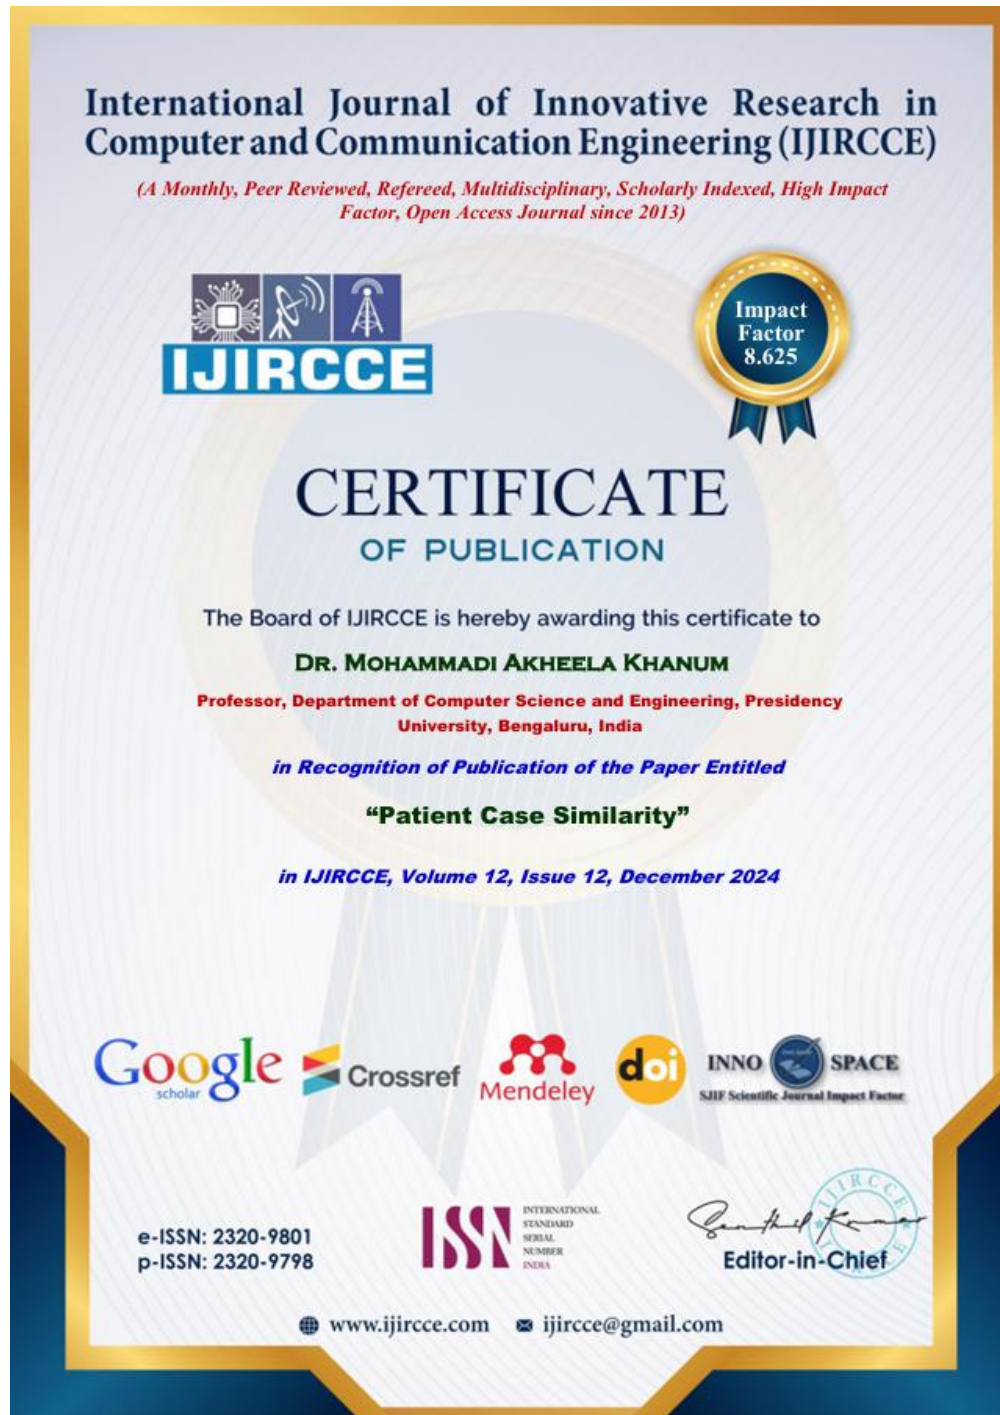 International Journal of Innovative Research in
Computer and Communication Engineering (IJIRCCE)
(A Monthly, Peer Reviewed, Refereed, Multidisciplinary, Scholarly Indexed, High Impact
Factor, Open Access Journal since 2013)
IJIRCCE
Impact
Factor
8.625
CERTIFICATE
OF PUBLICATION
The Board of IJIRCCE is hereby awarding this certificate to
DR. MOHAMMADI AKHEELA KHANUM
Professor, Department of Computer Science and Engineering, Presidency
University, Bengaluru, India
in Recognition of Publication of the Paper Entitled
“Patient Case Similarity”
in IJIRCCE, Volume 12, Issue 12, December 2024
Google
scholar
Crossref
Mendeley
doi
INNO SPACE
SJIF Scientific Journal Impact Factor
e-ISSN: 2320-9801
p-ISSN: 2320-9798
ISSN
INTERNATIONAL
STANDARD
SERIAL
NUMBER
INDIA
Senthil Kumar
IJIRCCE
Editor-in-Chief
www.ijircce.com ijircce@gmail.com